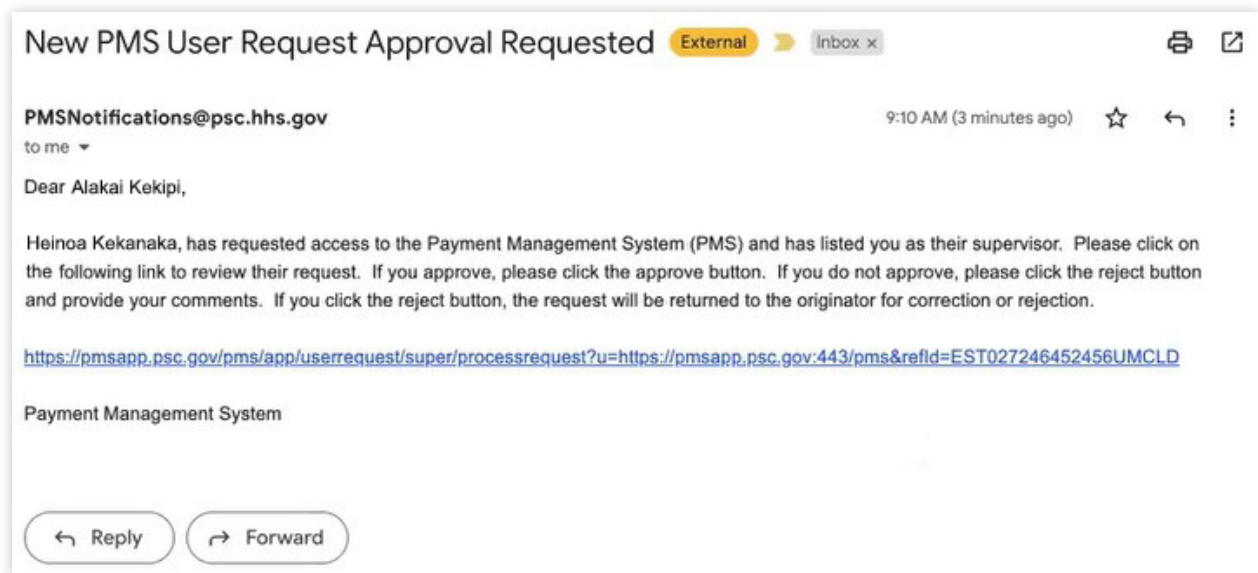 New PMS User Request Approval Requested External Inbox x
PMSNotifications@psc.hhs.gov 9:10 AM (3 minutes ago)
to me
Dear Alakai Kekipi,
Heinoa Kekanaka, has requested access to the Payment Management System (PMS) and has listed you as their supervisor. Please click on
the following link to review their request. If you approve, please click the approve button. If you do not approve, please click the reject button
and provide your comments. If you click the reject button, the request will be returned to the originator for correction or rejection.
https://pmsapp.psc.gov/pms/app/userrequest/super/processrequest?u=https://pmsapp.psc.gov:443/pms&refId=EST027246452456UMCLD
Payment Management System
Reply Forward